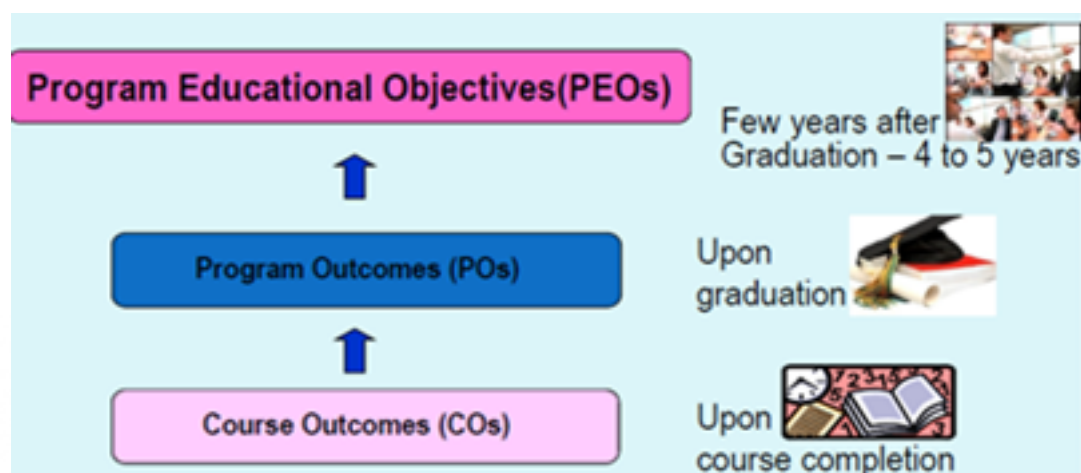 Program Educational Objectives(PEOs)
Few years after
Graduation – 4 to 5 years
Program Outcomes (POs)
Upon
graduation
Course Outcomes (COs)
Upon
course completion